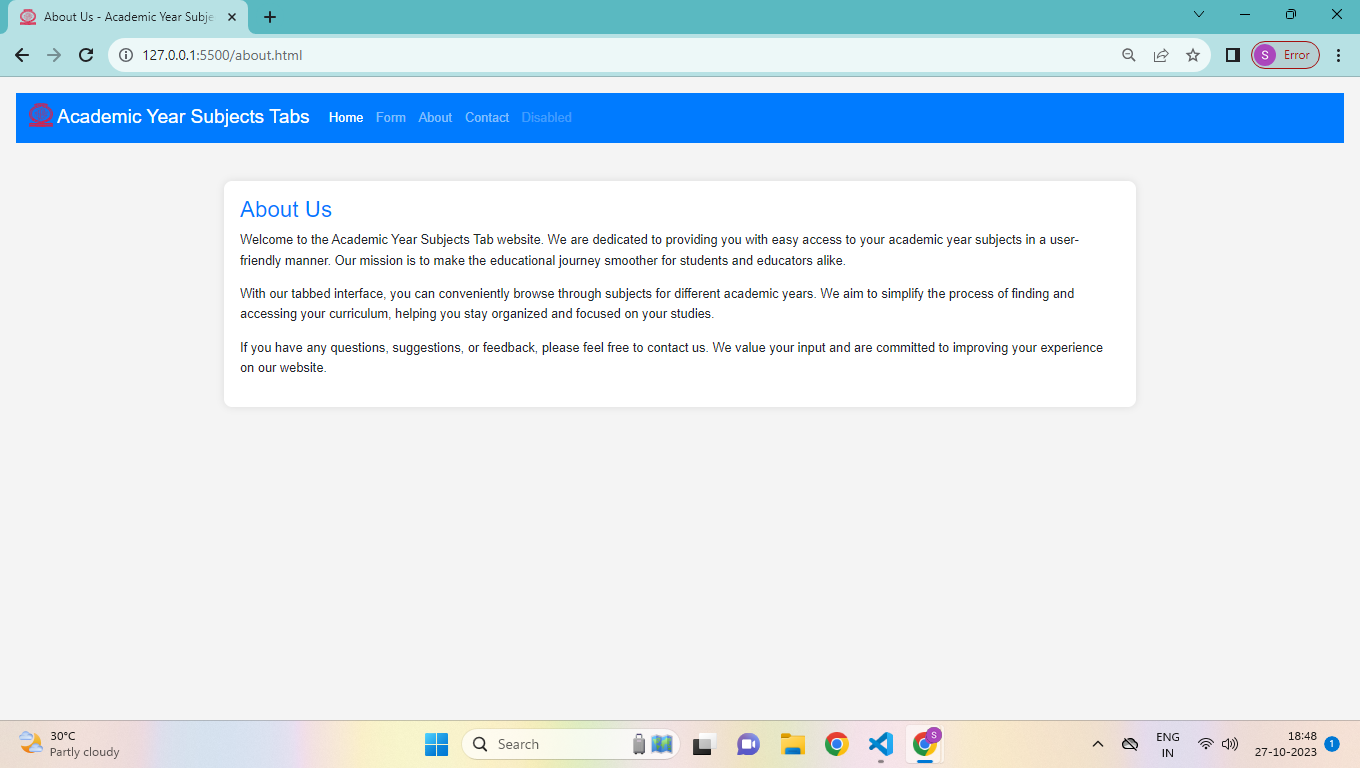 About Us - Academic Year Subje
127.0.0.1:5500/about.html
S Error
Academic Year Subjects Tabs Home Form About Contact Disabled
About Us
Welcome to the Academic Year Subjects Tab website. We are dedicated to providing you with easy access to your academic year subjects in a user-
friendly manner. Our mission is to make the educational journey smoother for students and educators alike.
With our tabbed interface, you can conveniently browse through subjects for different academic years. We aim to simplify the process of finding and
accessing your curriculum, helping you stay organized and focused on your studies.
If you have any questions, suggestions, or feedback, please feel free to contact us. We value your input and are committed to improving your experience
on our website.
30°C
Partly cloudy
Search
S
ENG
IN
18:48
27-10-2023
1